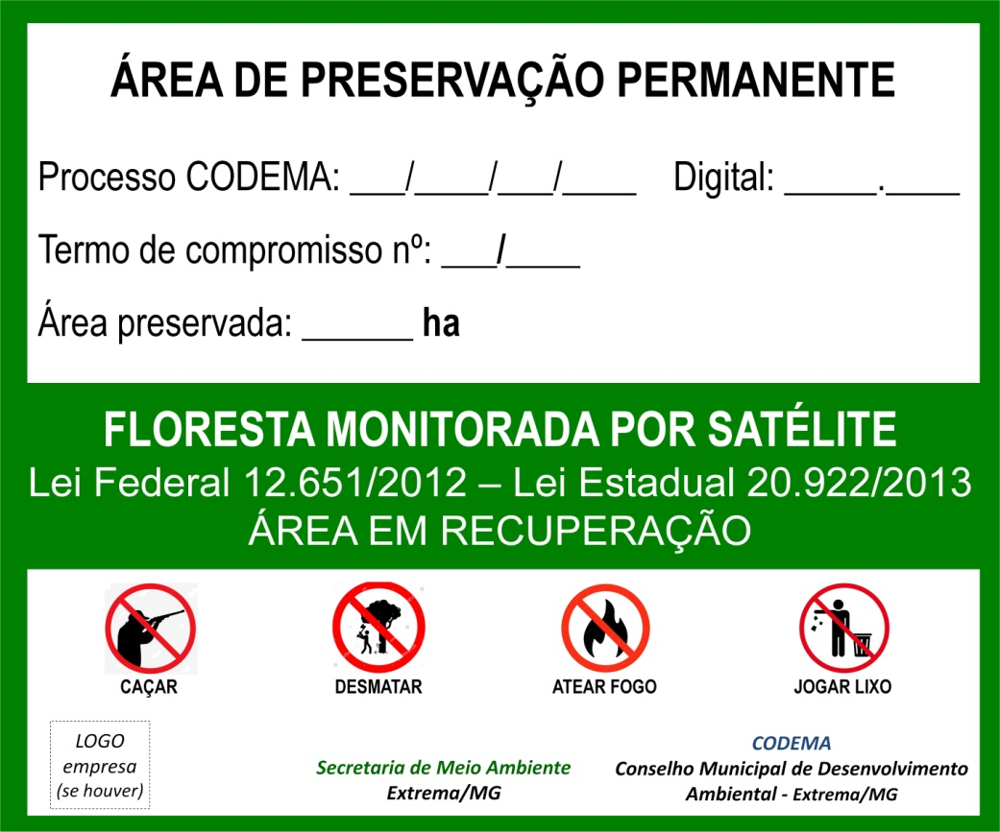 ÁREA DE PRESERVAÇÃO PERMANENTE
Processo CODEMA: ___/____/___/____ Digital: _____.____
Termo de compromisso nº: ___/____
Área preservada: ______ ha
FLORESTA MONITORADA POR SATÉLITE
Lei Federal 12.651/2012 – Lei Estadual 20.922/2013
ÁREA EM RECUPERAÇÃO
CAÇAR DESMATAR ATEAR FOGO JOGAR LIXO
LOGO
empresa
(se houver)
Secretaria de Meio Ambiente
Extrema/MG
CODEMA
Conselho Municipal de Desenvolvimento
Ambiental - Extrema/MG